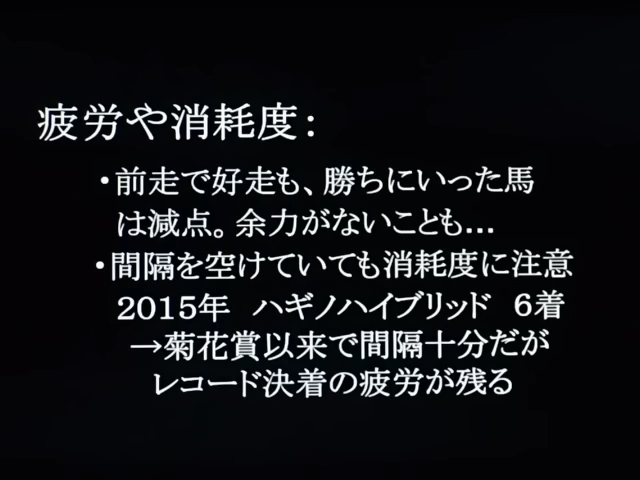 疲労や消耗度：
・前走で好走も、勝ちにいった馬
は減点。余力がないことも…
・間隔を空けていても消耗度に注意
2015年　ハギノハイブリッド　６着
→菊花賞以来で間隔十分だが
レコード決着の疲労が残る